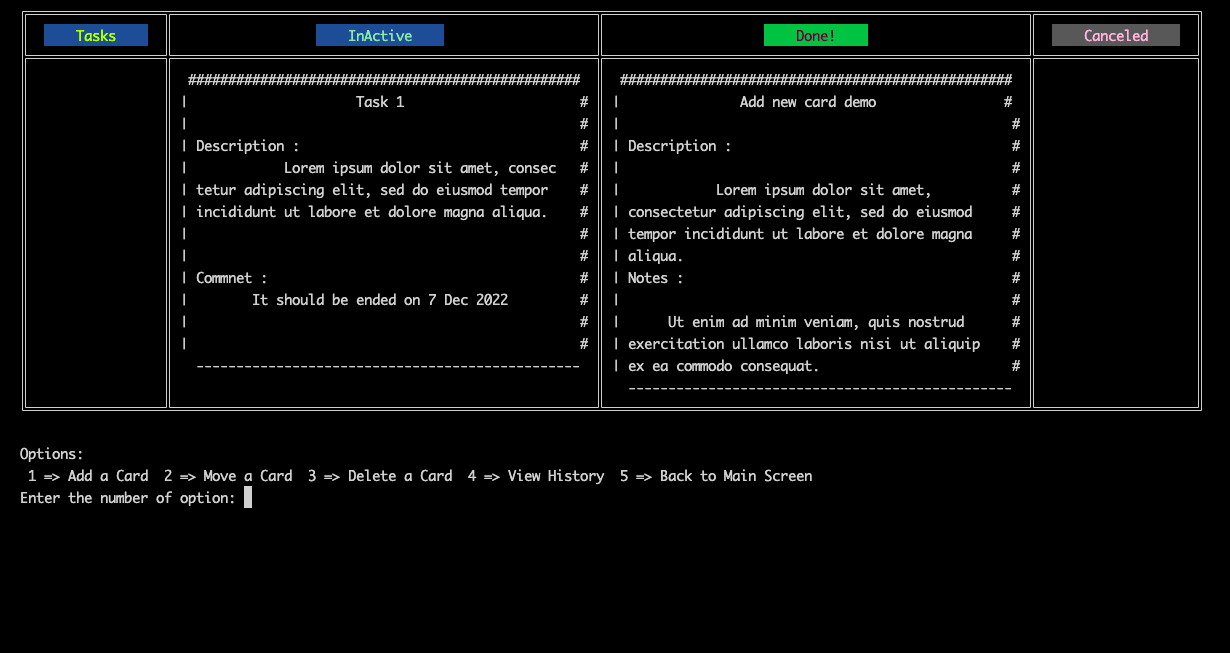 Tasks
InActive
Done!
Canceled
#################################################
| Task 1 #
| #
| Description : #
| Lorem ipsum dolor sit amet, consec #
| tetur adipiscing elit, sed do eiusmod tempor #
| incididunt ut labore et dolore magna aliqua. #
| #
| #
| Commnet : #
| It should be ended on 7 Dec 2022 #
| #
| #
------------------------------------------------
#################################################
| Add new card demo #
| #
| Description : #
| #
| Lorem ipsum dolor sit amet, #
| consectetur adipiscing elit, sed do eiusmod #
| tempor incididunt ut labore et dolore magna #
| aliqua. #
| Notes : #
| #
| Ut enim ad minim veniam, quis nostrud #
| exercitation ullamco laboris nisi ut aliquip #
| ex ea commodo consequat. #
------------------------------------------------
Options:
1 => Add a Card 2 => Move a Card 3 => Delete a Card 4 => View History 5 => Back to Main Screen
Enter the number of option: